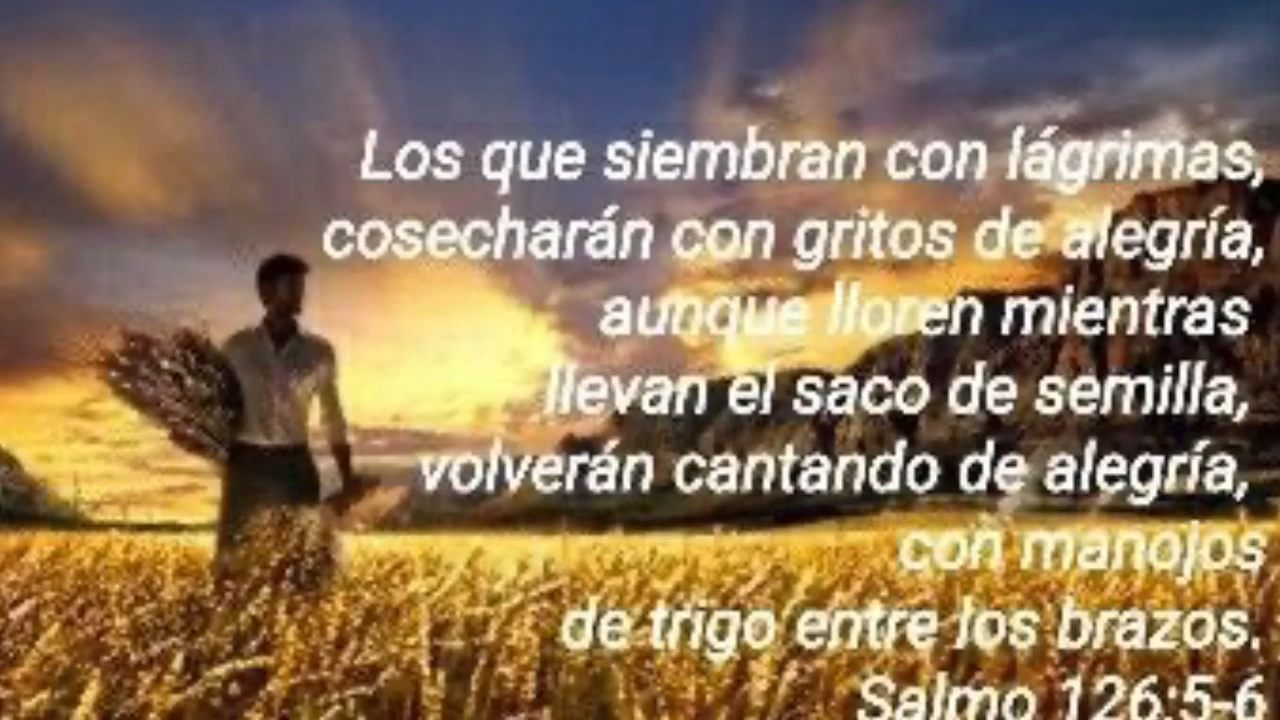 Los que siembran con lágrimas,
cosecharán con gritos de alegría,
aunque lloren mientras
llevan el saco de semilla,
volverán cantando de alegría,
con manojos
de trigo entre los brazos.
Salmo 126:5-6